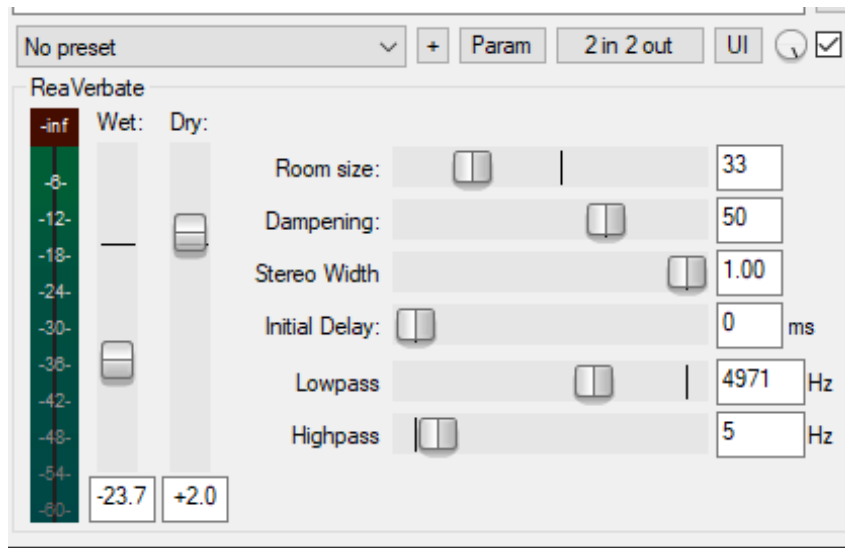 No preset + Param 2 in 2 out UI
ReaVerbate
-inf Wet: Dry:
-6-
-12-
-18-
-24-
-30-
-36-
-42-
-48-
-54-
-60-
-23.7 +2.0
Room size: 33
Dampening: 50
Stereo Width 1.00
Initial Delay: 0 ms
Lowpass 4971 Hz
Highpass 5 Hz